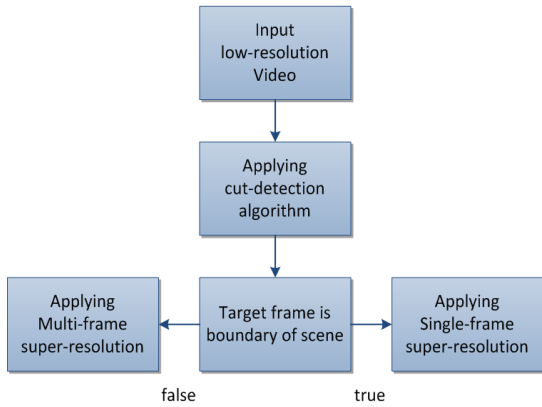 Input
low-resolution
Video
Applying
cut-detection
algorithm
Applying
Multi-frame
super-resolution
Target frame is
boundary of scene
Applying
Single-frame
super-resolution
false
true